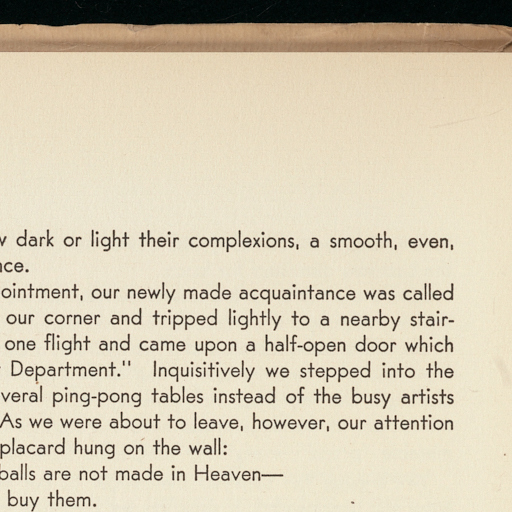 dark or light their complexions, a smooth, even,
nce.
ointment, our newly made acquaintance was called
our corner and tripped lightly to a nearby stair-
one flight and came upon a half-open door which
Department." Inquisitively we stepped into the
veral ping-pong tables instead of the busy artists
As we were about to leave, however, our attention
placard hung on the wall:
balls are not made in Heaven—
buy them.